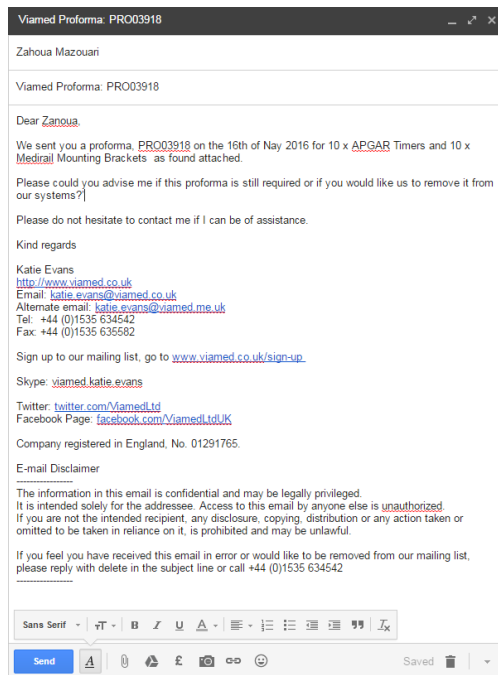 Viamed Proforma: PRO03918
Zahoua Mazouari
Viamed Proforma: PRO03918
Dear Zanoua,
We sent you a proforma, PRO03918 on the 16th of Nay 2016 for 10 x APGAR Timers and 10 x
Medirail Mounting Brackets as found attached.
Please could you advise me if this proforma is still required or if you would like us to remove it from
our systems?
Please do not hesitate to contact me if I can be of assistance.
Kind regards
Katie Evans
http://www.viamed.co.uk
Email: katie.evans@viamed.co.uk
Alternate email: katie.evans@viamed.me.uk
Tel: +44 (0)1535 634542
Fax: +44 (0)1535 635582
Sign up to our mailing list, go to www.viamed.co.uk/sign-up
Skype: viamed.katie.evans
Twitter: twitter.com/ViamedLtd
Facebook Page: facebook.com/ViamedLtdUK
Company registered in England, No. 01291765.
E-mail Disclaimer
-----------------
The information in this email is confidential and may be legally privileged.
It is intended solely for the addressee. Access to this email by anyone else is unauthorized.
If you are not the intended recipient, any disclosure, copying, distribution or any action taken or
omitted to be taken in reliance on it, is prohibited and may be unlawful.
If you feel you have received this email in error or would like to be removed from our mailing list,
please reply with delete in the subject line or call +44 (0)1535 634542
-----------------
Sans Serif T B I U A Tx
Send A £ Saved